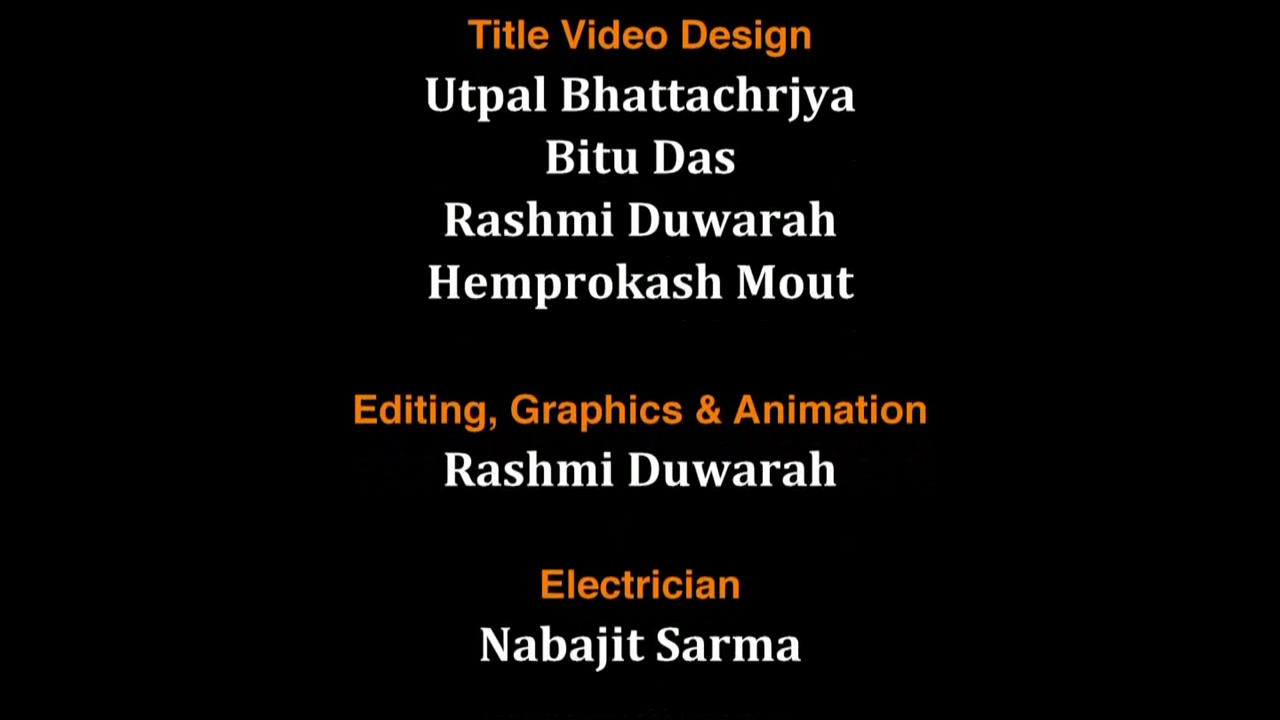 Title Video Design
Utpal Bhattachrjya
Bitu Das
Rashmi Duwarah
Hemprokash Mout
Editing, Graphics & Animation
Rashmi Duwarah
Electrician
Nabajit Sarma